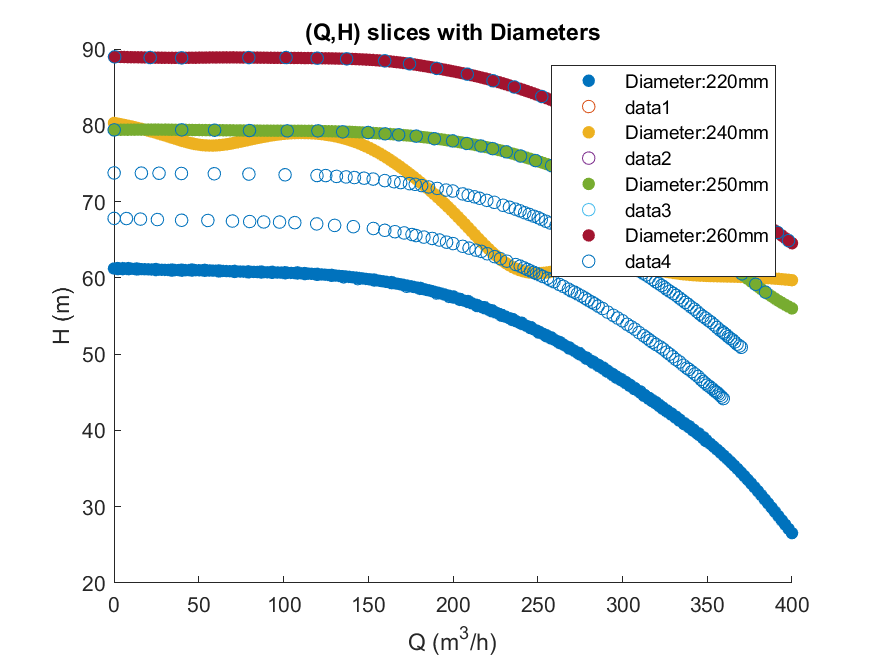 (Q,H) slices with Diameters
90
80
70
60
50
40
30
20
H (m)
Diameter:220mm
data1
Diameter:240mm
data2
Diameter:250mm
data3
Diameter:260mm
data4
0 50 100 150 200 250 300 350 400
Q (m³/h)